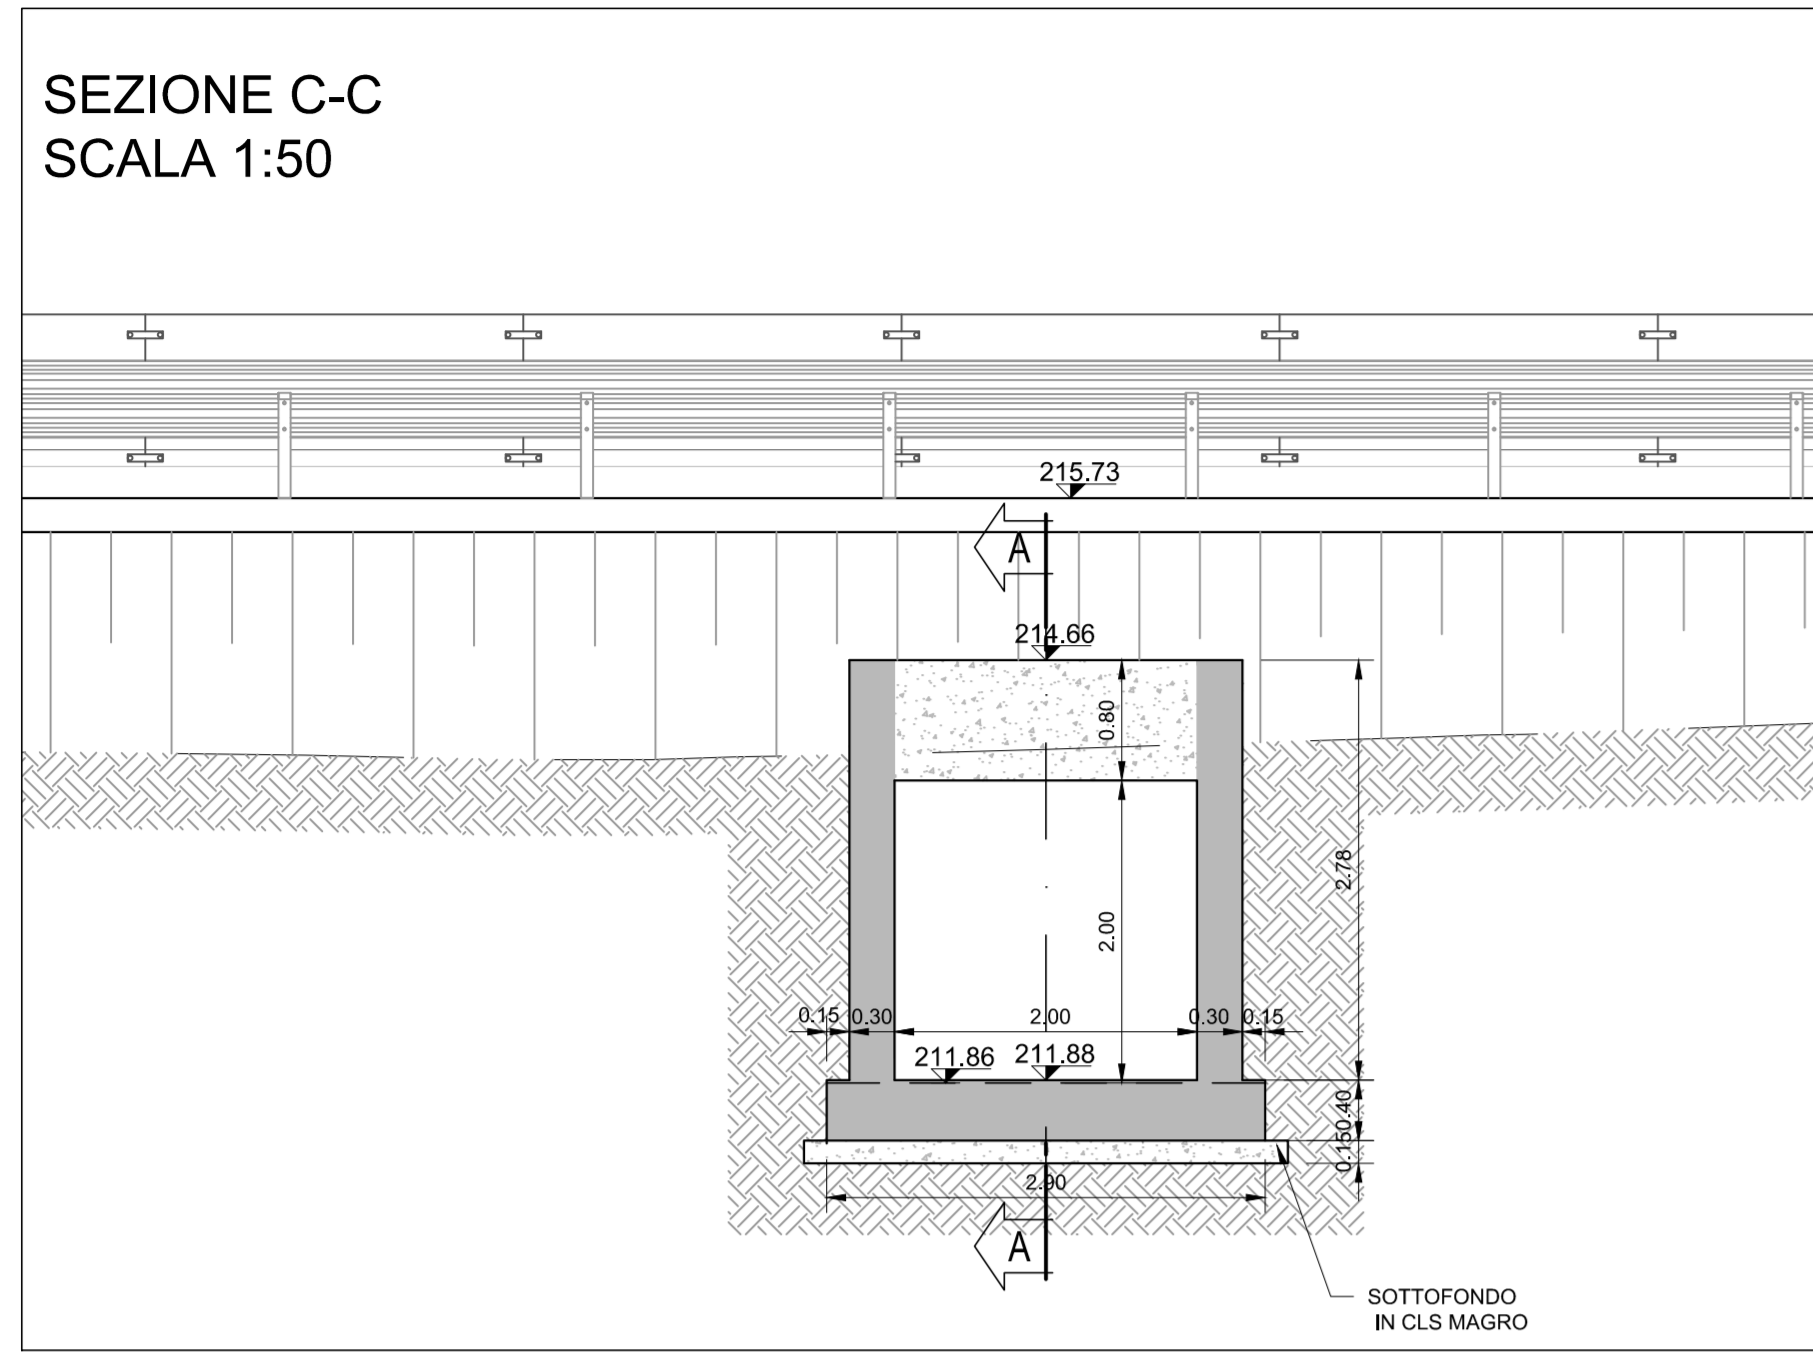 SEZIONE C-C
SCALA 1:50
215.73
A
214.66
0.80
2.78
2.00
0.15 0.30 2.00 0.30 0.15
211.86 211.88
0.40
0.15
2.90
A
SOTTOFONDO
IN CLS MAGRO